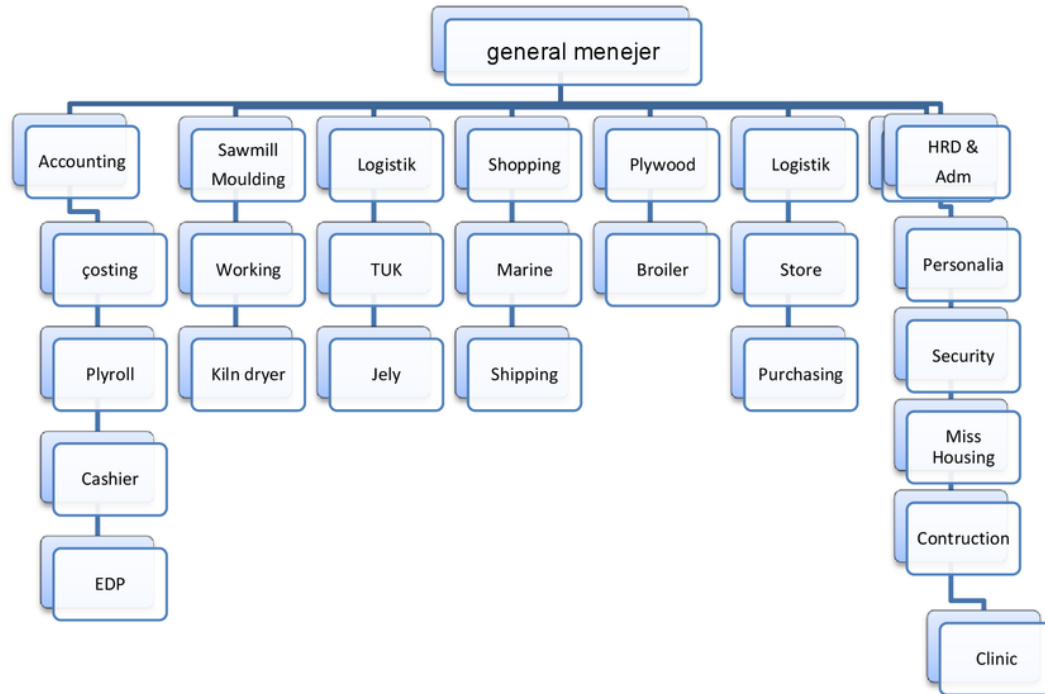 general menejer
Accounting
Sawmill
Moulding
Logistik
Shopping
Plywood
Logistik
HRD &
Adm
çosting
Working
TUK
Marine
Broiler
Store
Personalia
Plyroll
Kiln dryer
Jely
Shipping
Purchasing
Security
Cashier
Miss
Housing
EDP
Contruction
Clinic